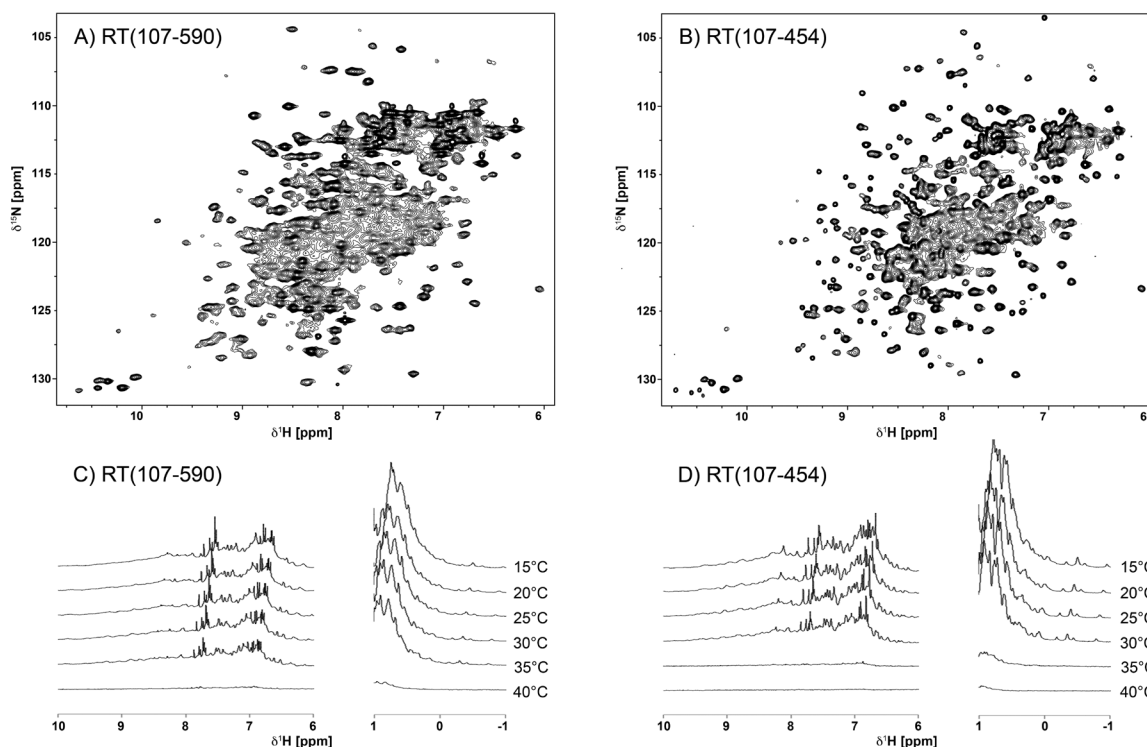 A) RT(107-590)
105
110
115
120
125
130
δ¹⁵N [ppm]
10 9 8 7 6
δ¹H [ppm]
B) RT(107-454)
105
110
115
120
125
130
δ¹⁵N [ppm]
10 9 8 7 6
δ¹H [ppm]
C) RT(107-590)
15°C
20°C
25°C
30°C
35°C
40°C
10 9 8 7 6 1 0 -1
δ¹H [ppm]
D) RT(107-454)
15°C
20°C
25°C
30°C
35°C
40°C
10 9 8 7 6 1 0 -1
δ¹H [ppm]